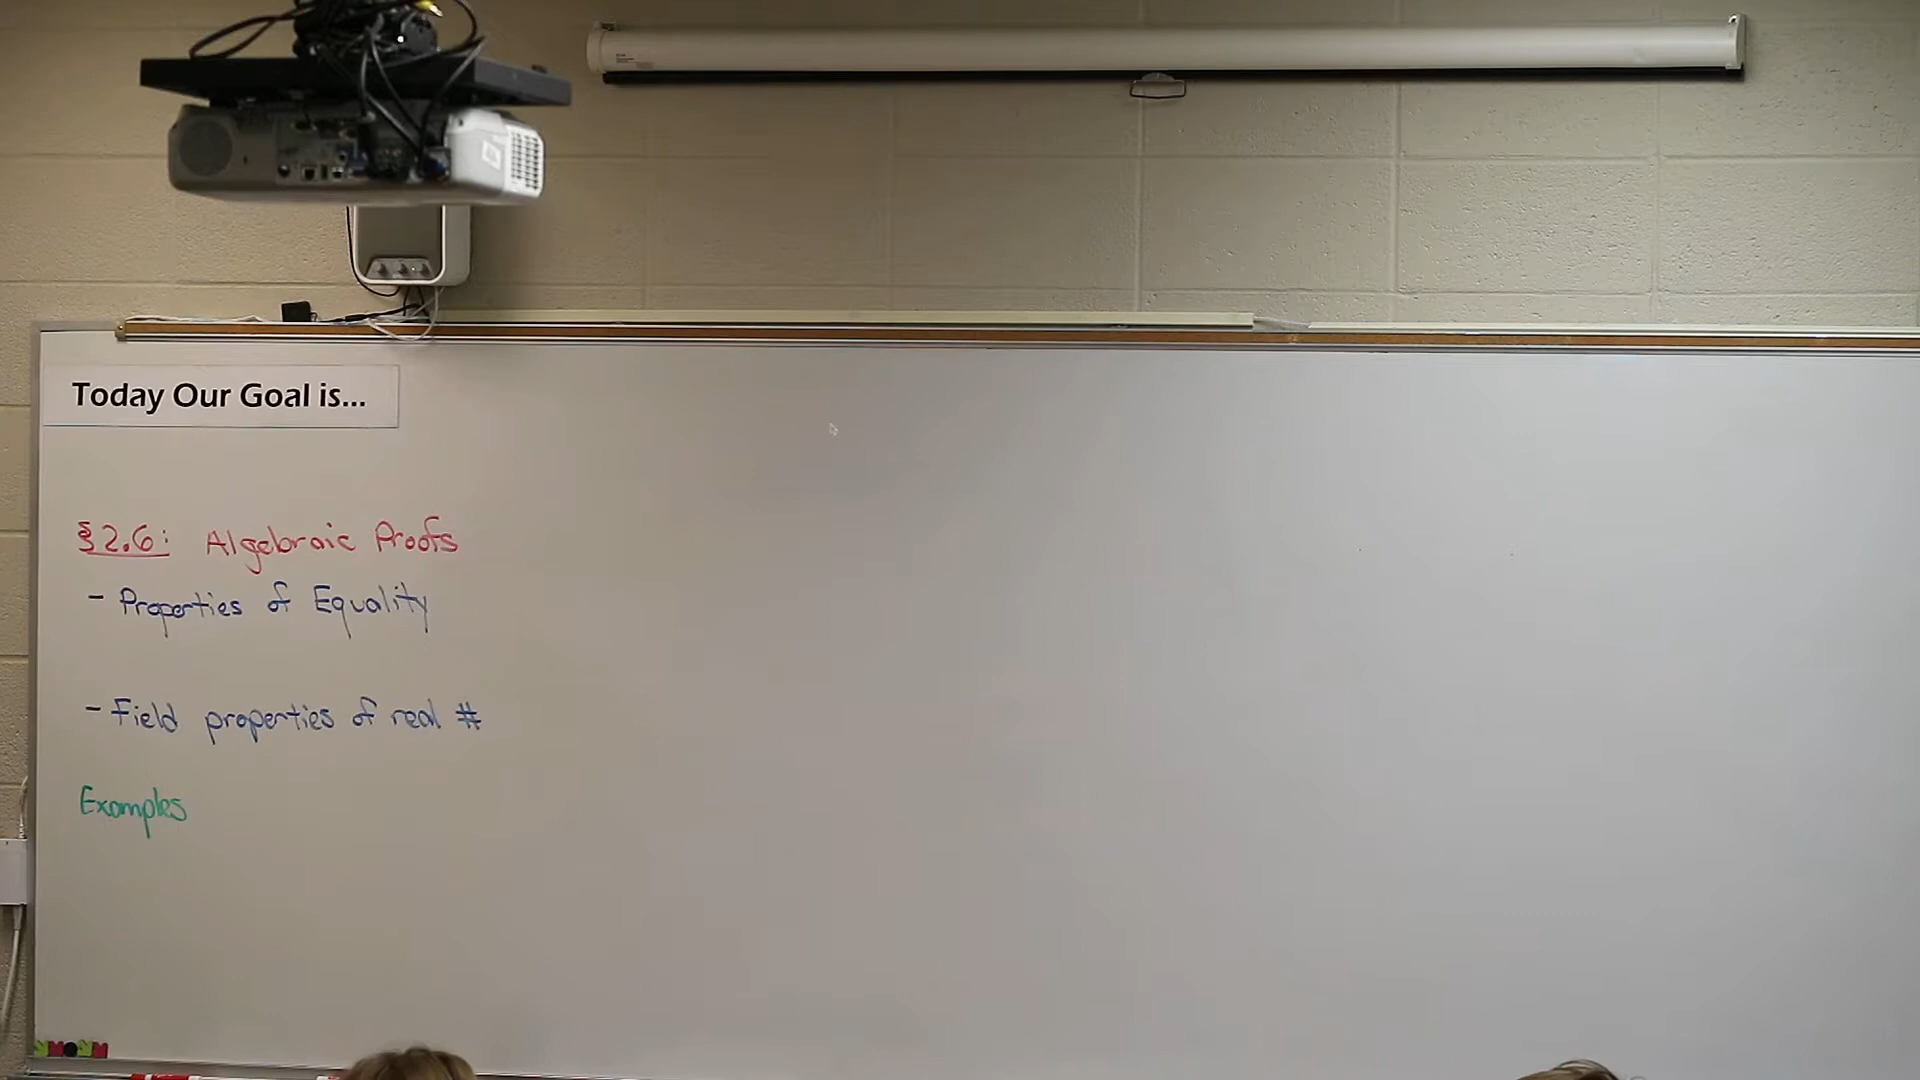 Today Our Goal is...
§2.6: Algebraic Proofs
- Properties of Equality
- Field properties of real #
Examples